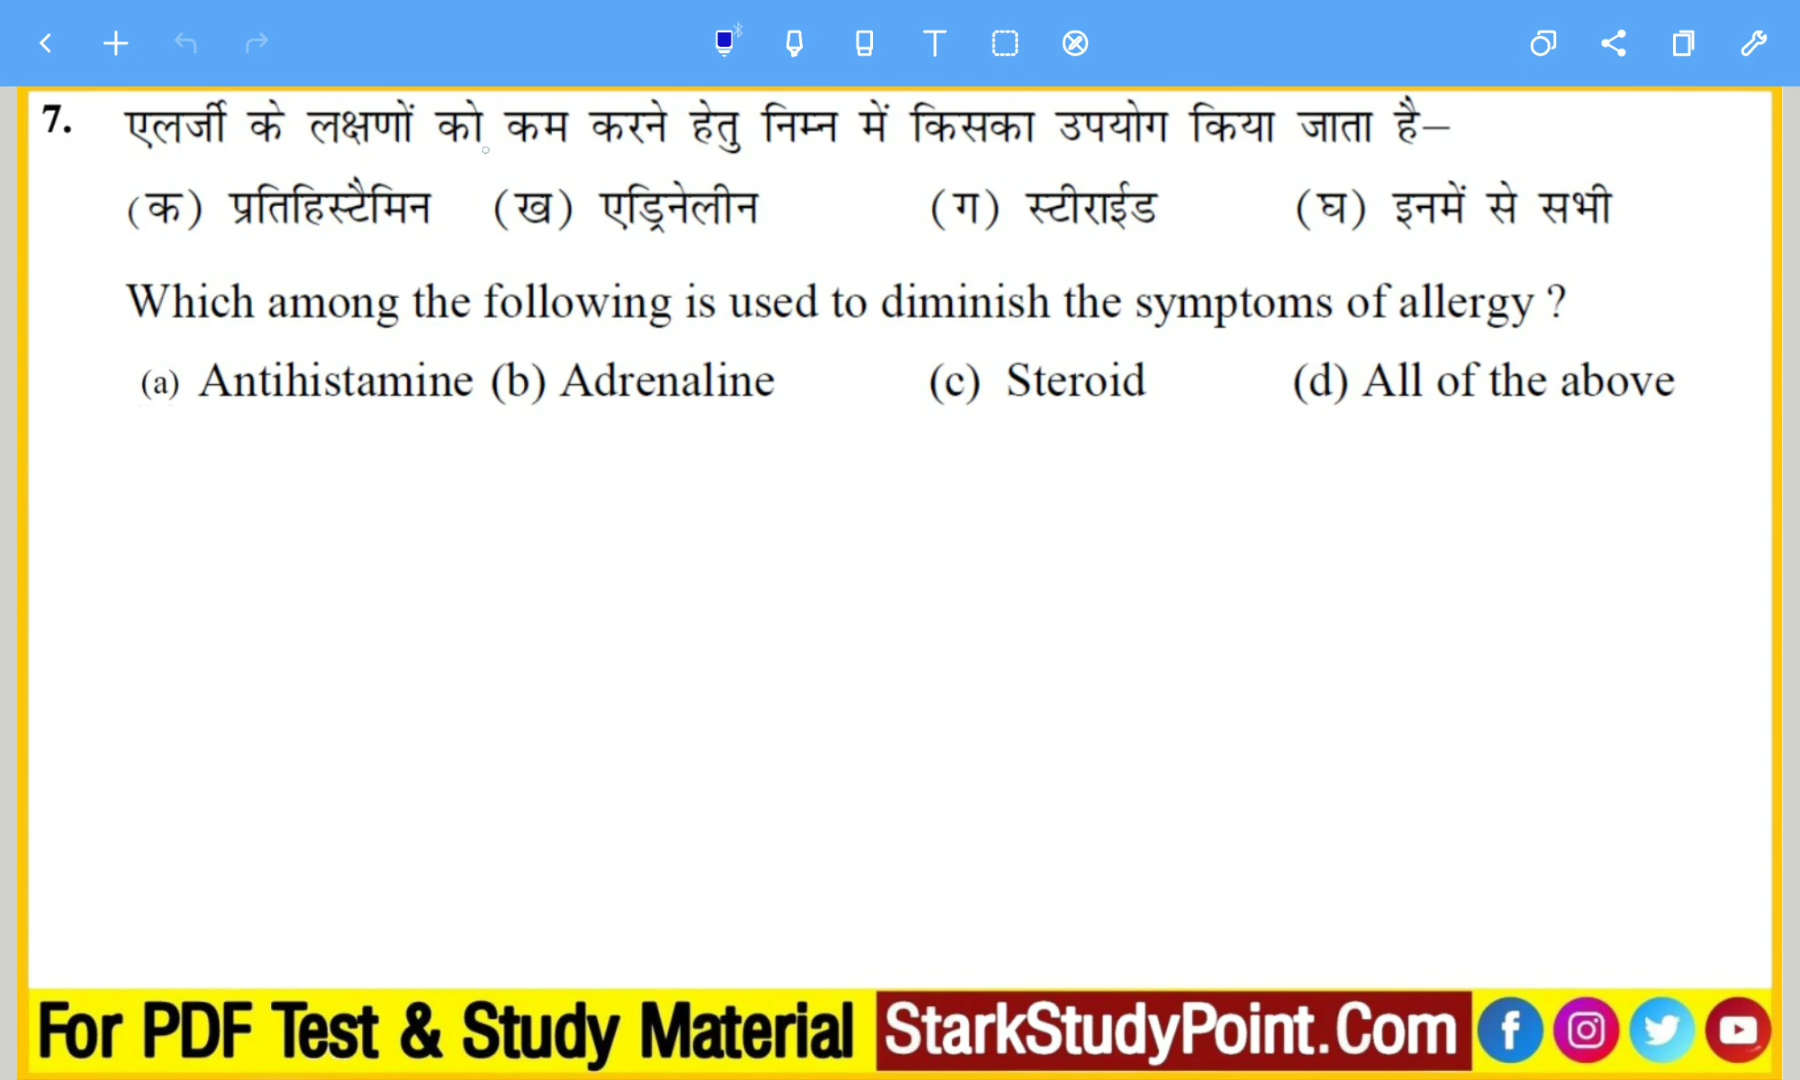 7. एलर्जी के लक्षणों को कम करने हेतु निम्न में किसका उपयोग किया जाता है–
(क) प्रतिहिस्टैमिन (ख) एड्रिनेलीन (ग) स्टीराईड (घ) इनमें से सभी
Which among the following is used to diminish the symptoms of allergy ?
(a) Antihistamine (b) Adrenaline (c) Steroid (d) All of the above
For PDF Test & Study Material StarkStudyPoint.Com